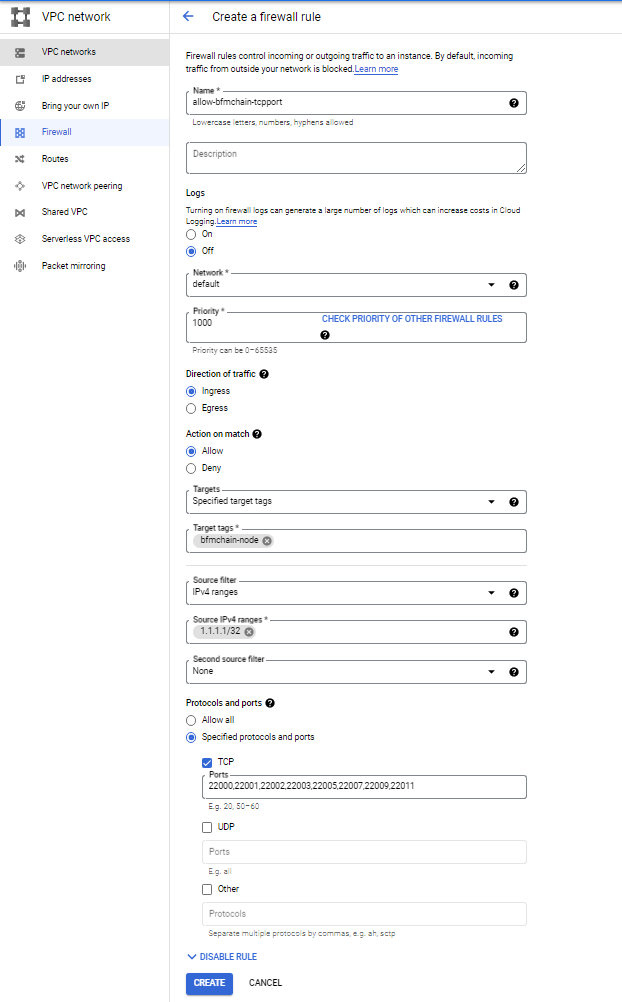 VPC network
Create a firewall rule
VPC networks
IP addresses
Bring your own IP
Firewall
Routes
VPC network peering
Shared VPC
Serverless VPC access
Packet mirroring
Firewall rules control incoming or outgoing traffic to an instance. By default, incoming
traffic from outside your network is blocked.Learn more
Name *
allow-bfmchain-tcpport
Lowercase letters, numbers, hyphens allowed
Description
Logs
Turning on firewall logs can generate a large number of logs which can increase costs in Cloud
Logging.Learn more
On
Off
Network *
default
Priority *
1000
CHECK PRIORITY OF OTHER FIREWALL RULES
Priority can be 0–65535
Direction of traffic
Ingress
Egress
Action on match
Allow
Deny
Targets
Specified target tags
Target tags *
bfmchain-node
Source filter
IPv4 ranges
Source IPv4 ranges *
1.1.1.1/32
Second source filter
None
Protocols and ports
Allow all
Specified protocols and ports
TCP
Ports
22000,22001,22002,22003,22005,22007,22009,22011
E.g. 20, 50–60
UDP
Ports
E.g. all
Other
Protocols
Separate multiple protocols by commas, e.g. ah, sctp
DISABLE RULE
CREATE
CANCEL